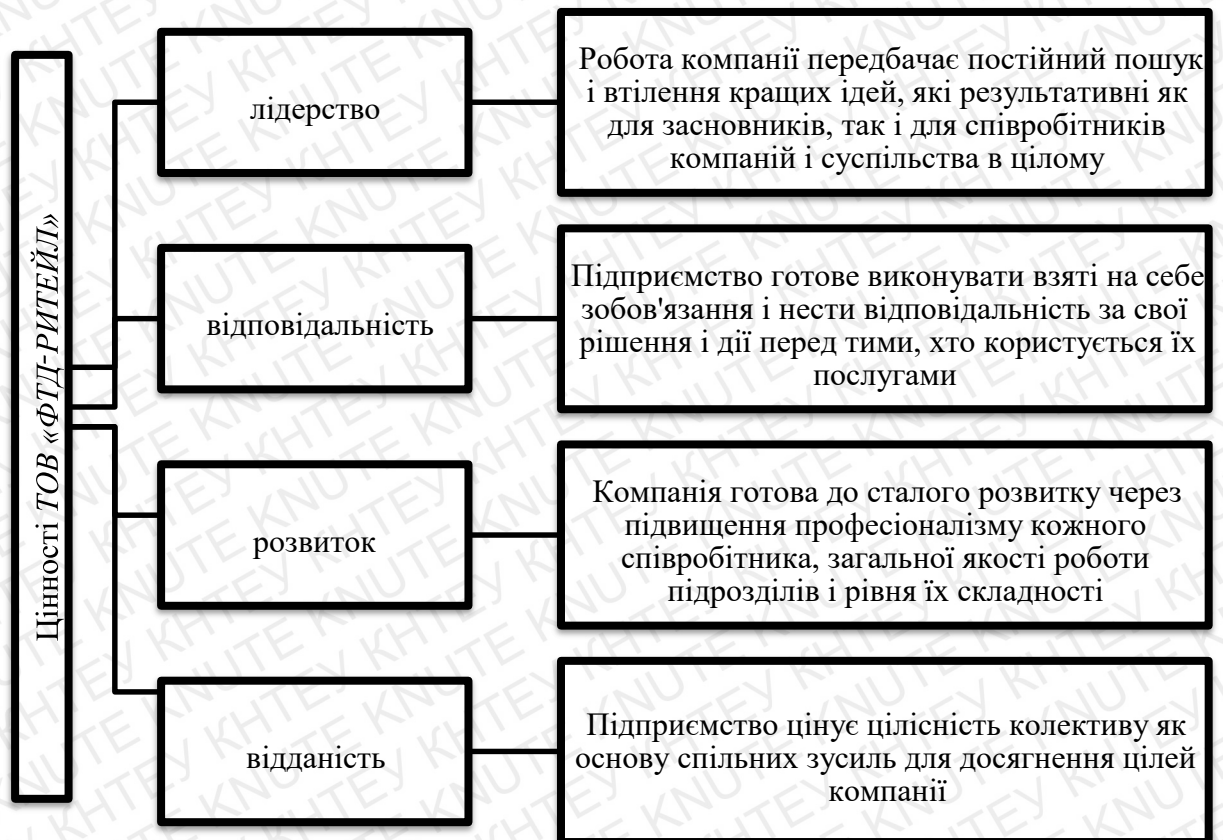 Цінності ТОВ «ФТД-РИТЕЙЛ»
лідерство
Робота компанії передбачає постійний пошук
і втілення кращих ідей, які результативні як
для засновників, так і для співробітників
компаній і суспільства в цілому
відповідальність
Підприємство готове виконувати взяті на себе
зобов'язання і нести відповідальність за свої
рішення і дії перед тими, хто користується їх
послугами
розвиток
Компанія готова до сталого розвитку через
підвищення професіоналізму кожного
співробітника, загальної якості роботи
підрозділів і рівня їх складності
відданість
Підприємство цінує цілісність колективу як
основу спільних зусиль для досягнення цілей
компанії